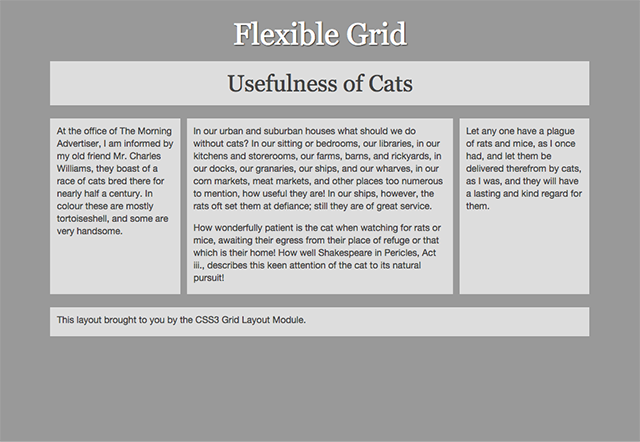 Flexible Grid
Usefulness of Cats
At the office of The Morning
Advertiser, I am informed by
my old friend Mr. Charles
Williams, they boast of a
race of cats bred there for
nearly half a century. In
colour these are mostly
tortoiseshell, and some are
very handsome.
In our urban and suburban houses what should we do
without cats? In our sitting or bedrooms, our libraries, in our
kitchens and storerooms, our farms, barns, and rickyards, in
our docks, our granaries, our ships, and our wharves, in our
corn markets, meat markets, and other places too numerous
to mention, how useful they are! In our ships, however, the
rats oft set them at defiance; still they are of great service.
How wonderfully patient is the cat when watching for rats or
mice, awaiting their egress from their place of refuge or that
which is their home! How well Shakespeare in Pericles, Act
iii., describes this keen attention of the cat to its natural
pursuit!
Let any one have a plague
of rats and mice, as I once
had, and let them be
delivered therefrom by cats,
as I was, and they will have
a lasting and kind regard for
them.
This layout brought to you by the CSS3 Grid Layout Module.